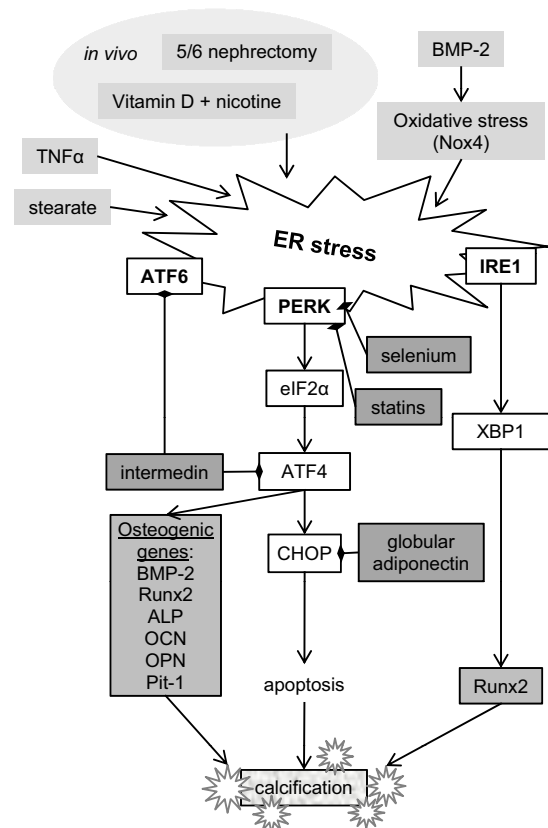 in vivo
5/6 nephrectomy
Vitamin D + nicotine
BMP-2
Oxidative stress
(Nox4)
TNFα
stearate
ER stress
ATF6
PERK
IRE1
selenium
eIF2α
statins
XBP1
intermedin
ATF4
Osteogenic
genes:
BMP-2
Runx2
ALP
OCN
OPN
Pit-1
CHOP
globular
adiponectin
apoptosis
Runx2
calcification